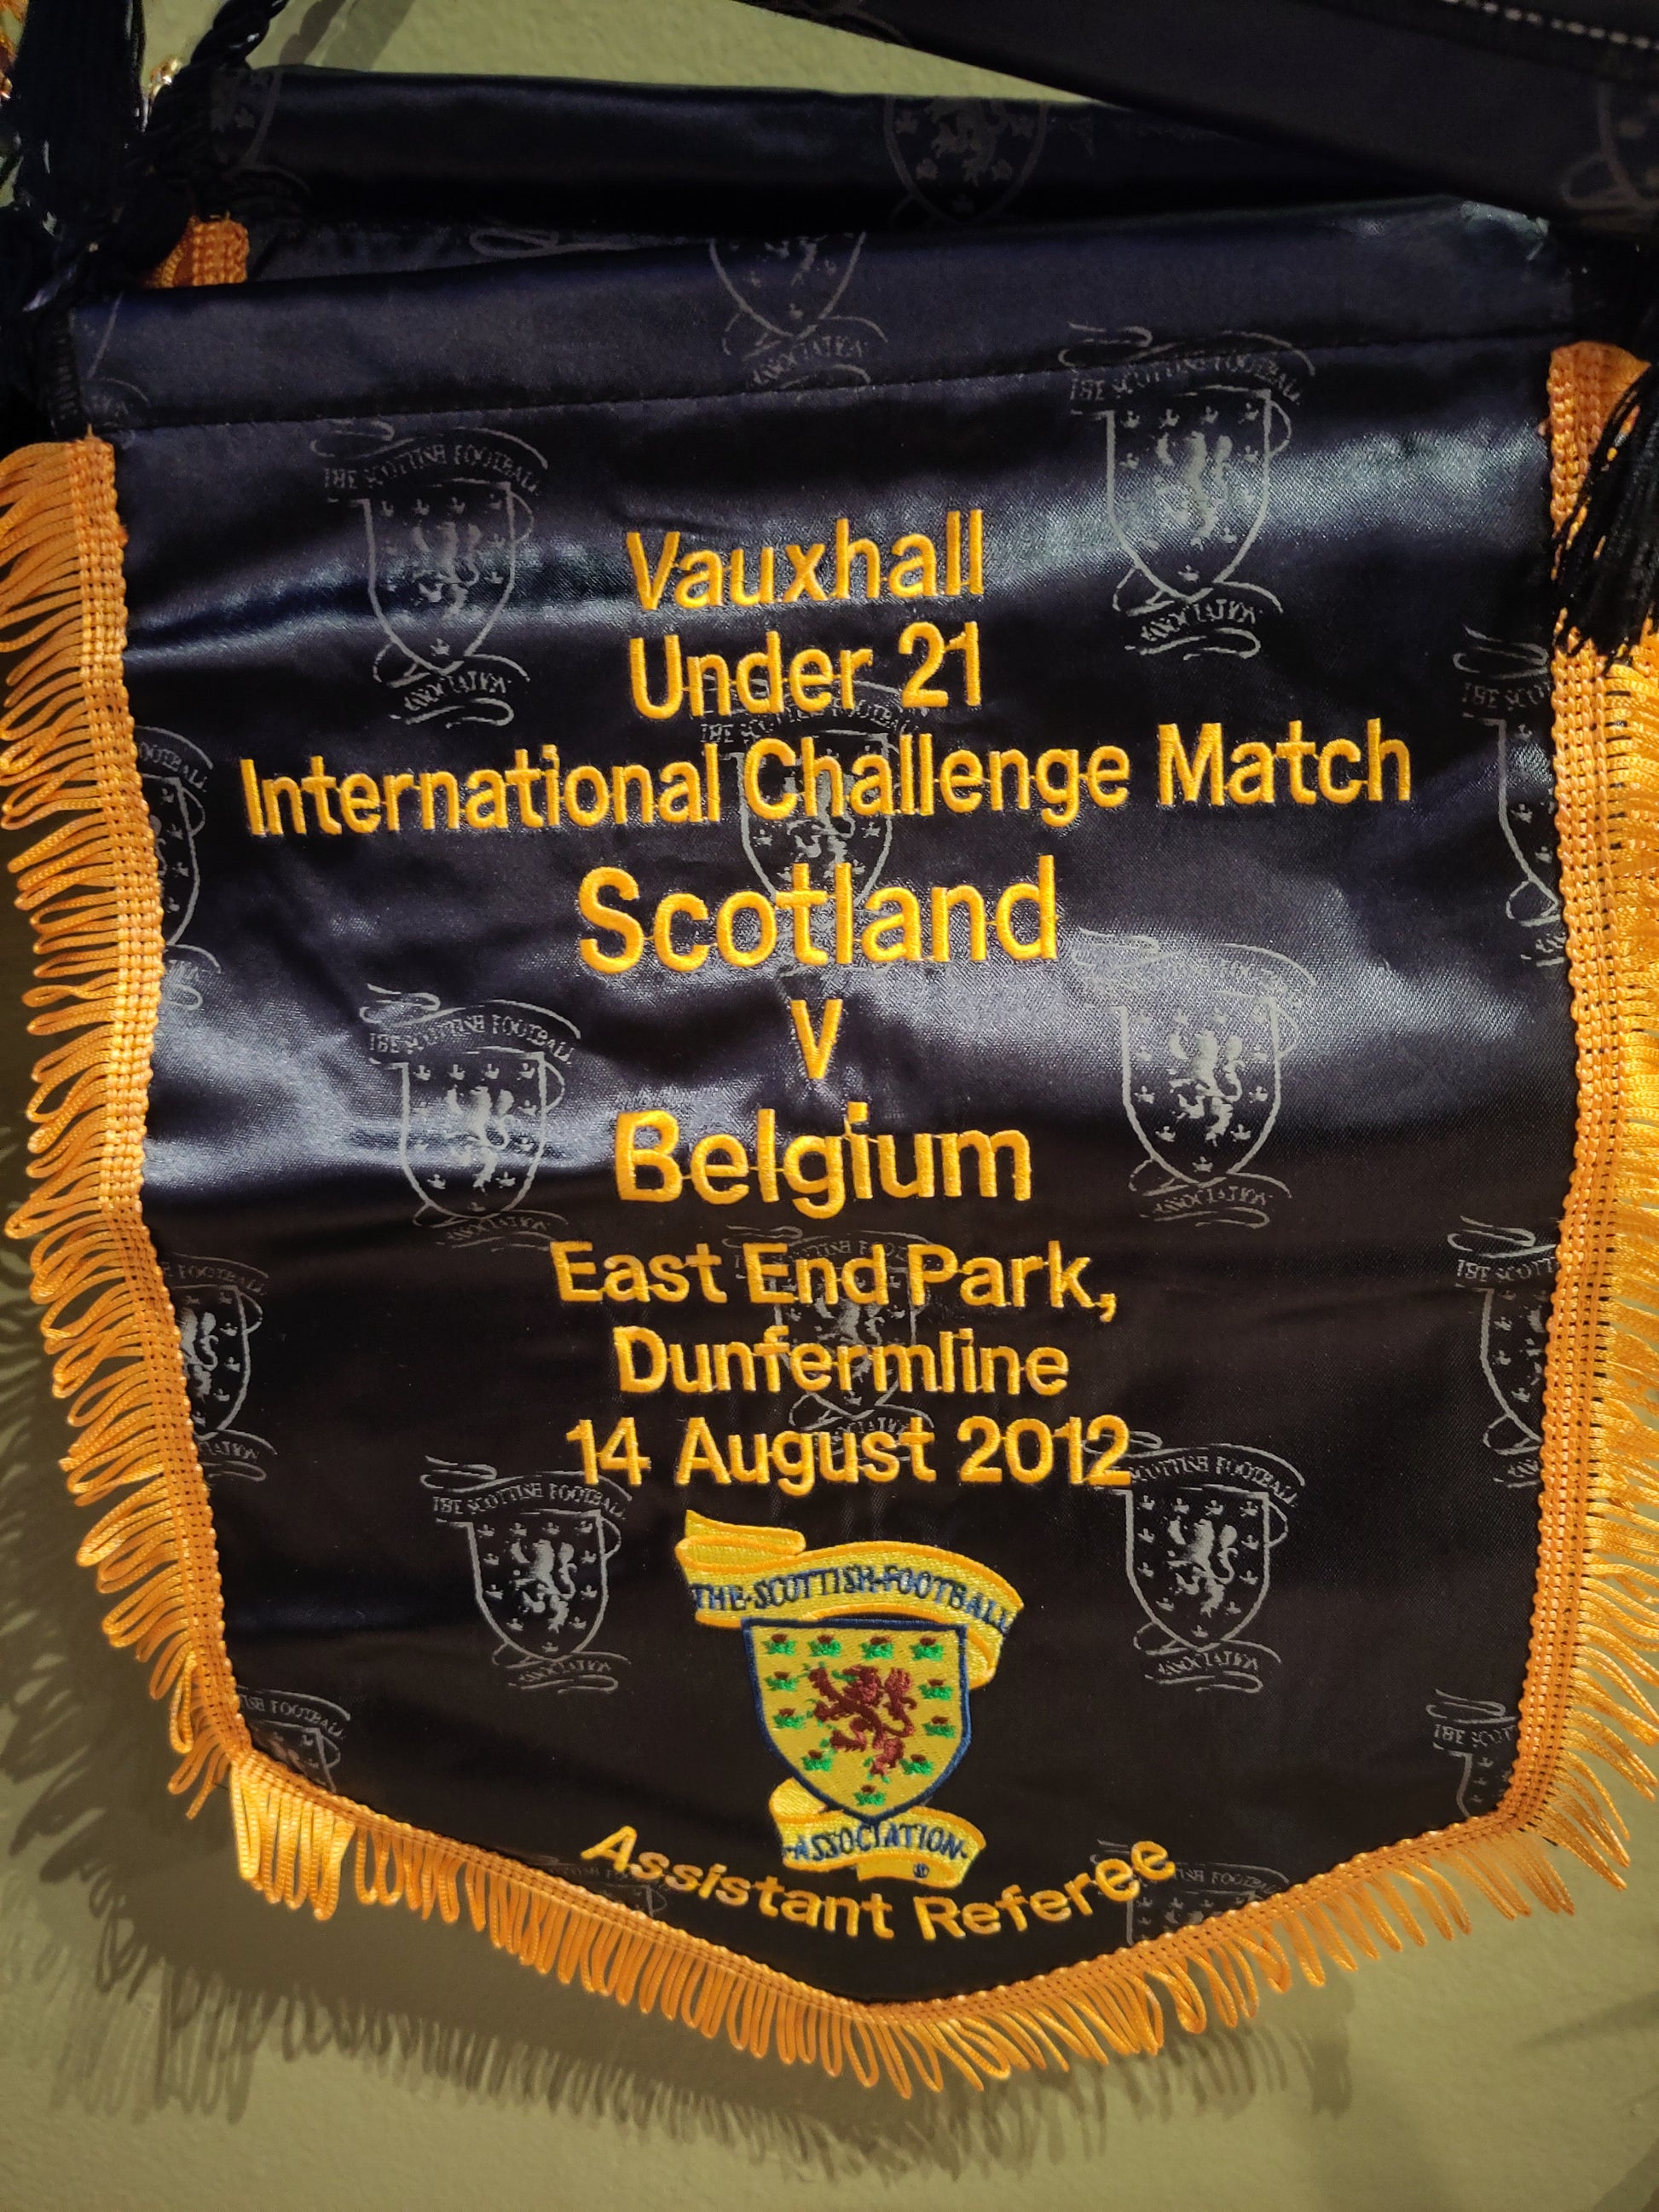 Vauxhall
Under 21
International Challenge Match
Scotland
v
Belgium
East End Park,
Dunfermline
14 August 2012
THE SCOTTISH FOOTBALL
ASSOCIATION
Assistant Referee